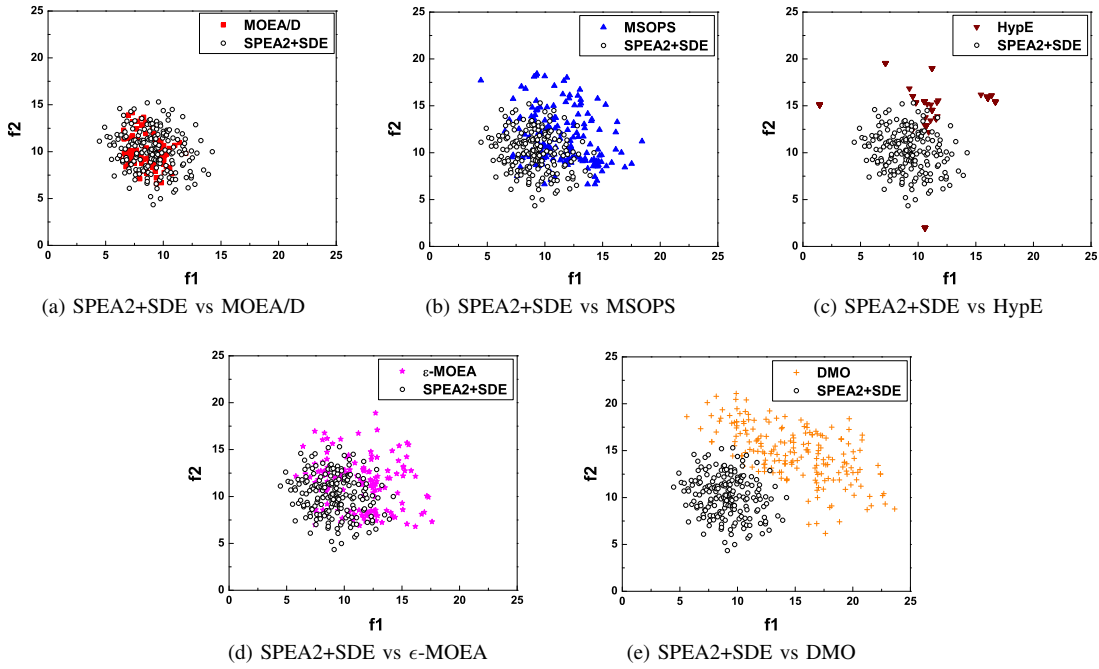 MOEA/D
SPEA2+SDE
25
20
15
10
5
0
f2
0 5 10 15 20 25
f1
(a) SPEA2+SDE vs MOEA/D
MSOPS
SPEA2+SDE
25
20
15
10
5
0
f2
0 5 10 15 20 25
f1
(b) SPEA2+SDE vs MSOPS
HypE
SPEA2+SDE
25
20
15
10
5
0
f2
0 5 10 15 20 25
f1
(c) SPEA2+SDE vs HypE
ε-MOEA
SPEA2+SDE
25
20
15
10
5
0
f2
0 5 10 15 20 25
f1
(d) SPEA2+SDE vs ϵ-MOEA
DMO
SPEA2+SDE
25
20
15
10
5
0
f2
0 5 10 15 20 25
f1
(e) SPEA2+SDE vs DMO